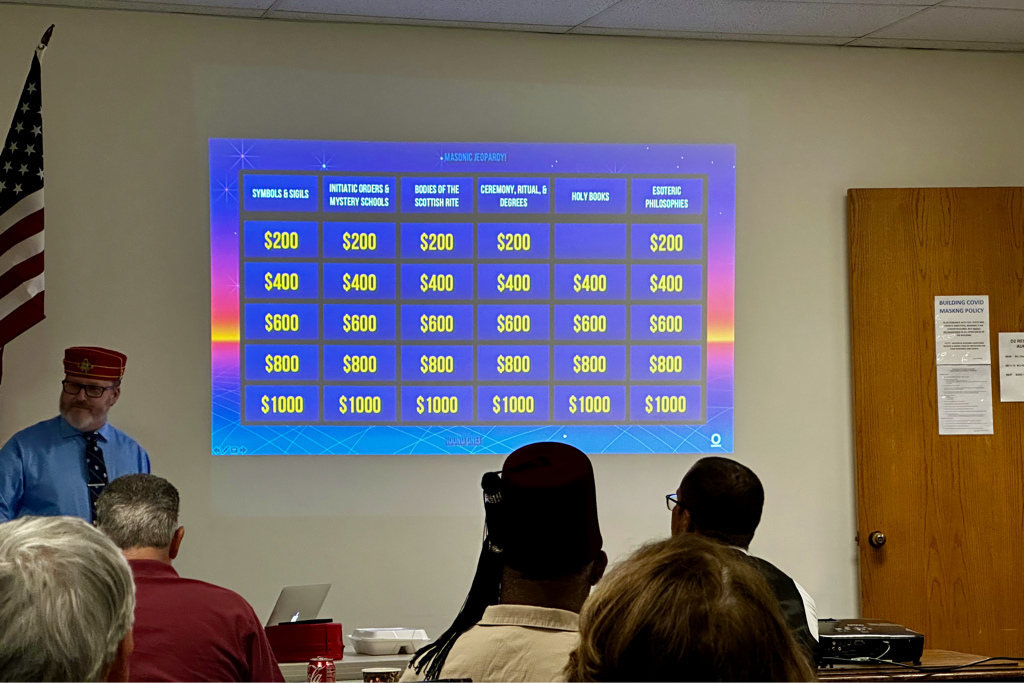 MASONIC JEOPARDY!
SYMBOLS & SIGILS
INITIATIC ORDERS &
MYSTERY SCHOOLS
BODIES OF THE
SCOTTISH RITE
CEREMONY, RITUAL, &
DEGREES
HOLY BOOKS
ESOTERIC
PHILOSOPHIES
$200 $200 $200 $200 $200
$400 $400 $400 $400 $400 $400
$600 $600 $600 $600 $600 $600
$800 $800 $800 $800 $800 $800
$1000 $1000 $1000 $1000 $1000 $1000
BUILDING COVID
MASKNG POLICY